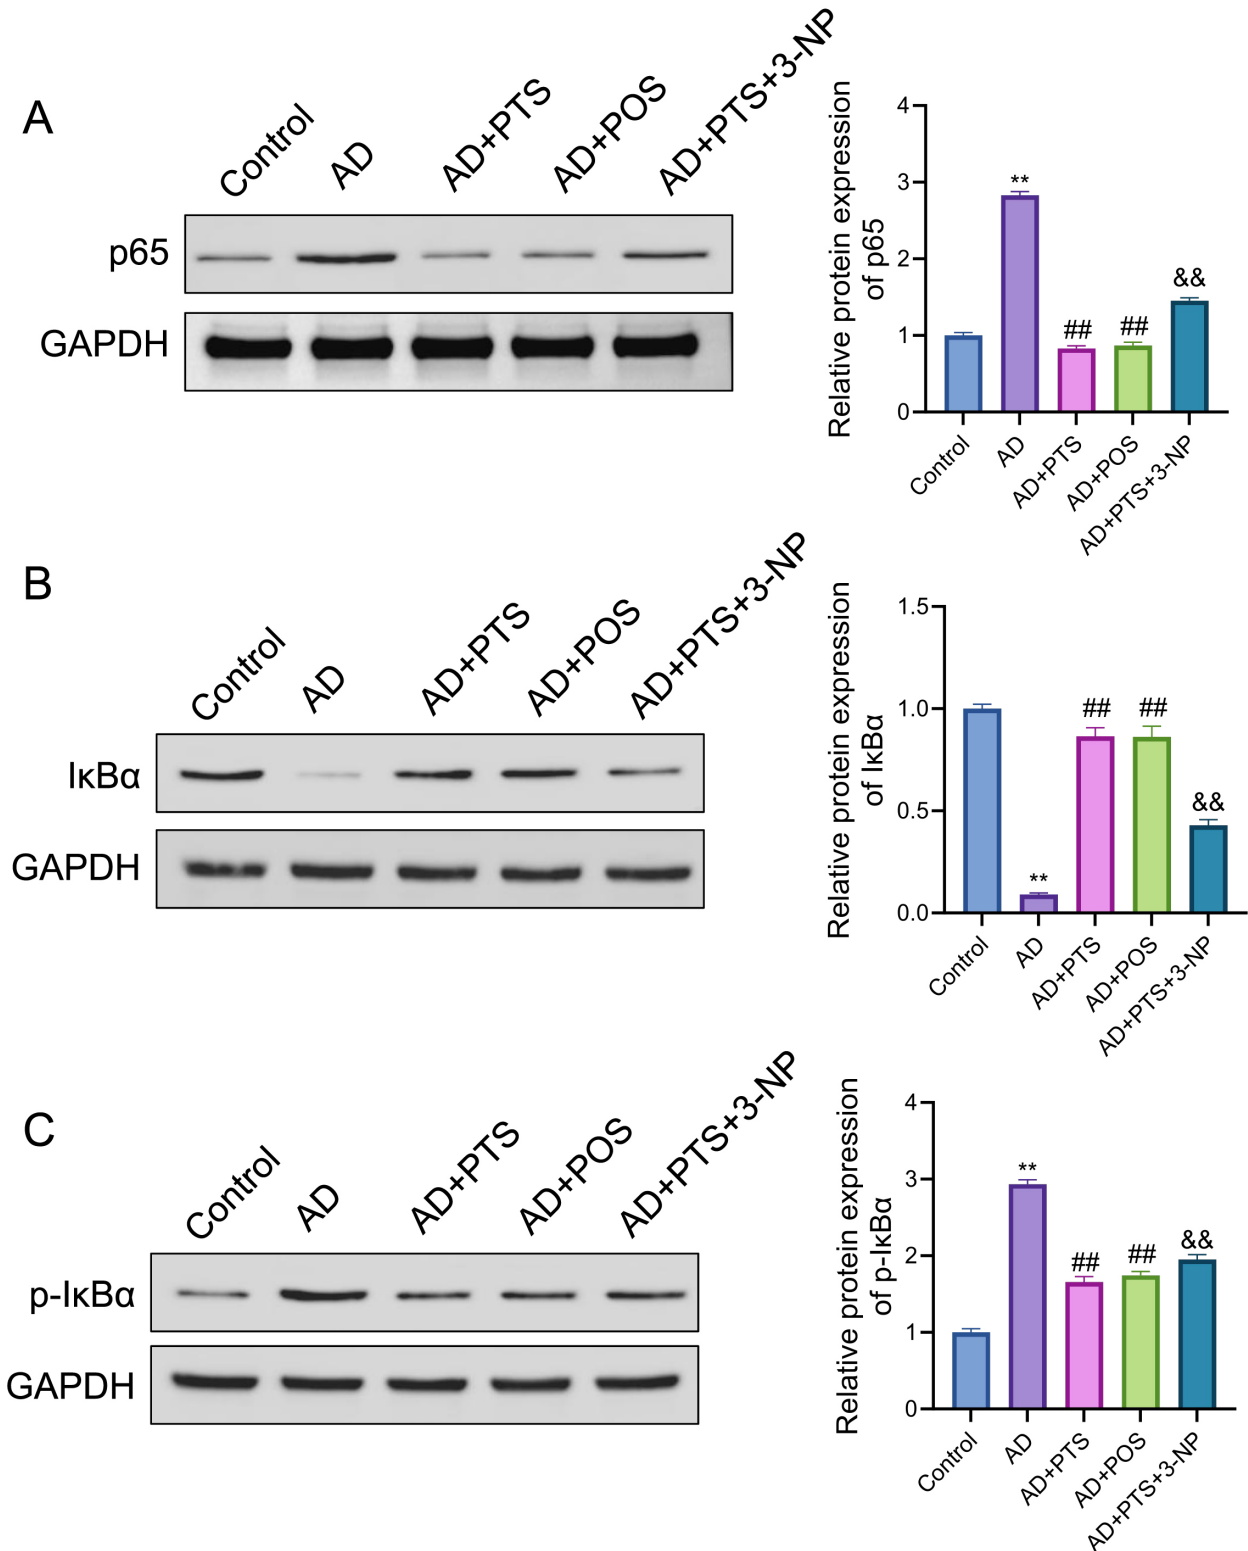 A
Control
AD
AD+PTS
AD+POS
AD+PTS+3-NP
p65
GAPDH
Relative protein expression
of p65
4
3
2
1
0
**
##
##
&&
Control
AD
AD+PTS
AD+POS
AD+PTS+3-NP
B
Control
AD
AD+PTS
AD+POS
AD+PTS+3-NP
IκBα
GAPDH
Relative protein expression
of IκBα
1.5
1.0
0.5
0.0
**
##
##
&&
Control
AD
AD+PTS
AD+POS
AD+PTS+3-NP
C
Control
AD
AD+PTS
AD+POS
AD+PTS+3-NP
p-IκBα
GAPDH
Relative protein expression
of p-IκBα
4
3
2
1
0
**
##
##
&&
Control
AD
AD+PTS
AD+POS
AD+PTS+3-NP